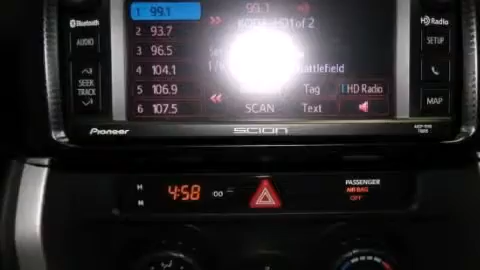 Bluetooth
AUDIO
SEEK
TRACK
1 99.1
2 93.7
3 96.5
4 104.1
5 106.9
6 107.5
99.1
1 of 2
Battlefield
Tag
HD Radio
SCAN
Text
HD Radio
SETUP
MAP
Pioneer
SCION
H
M
4:58
PASSENGER
AIR BAG
OFF